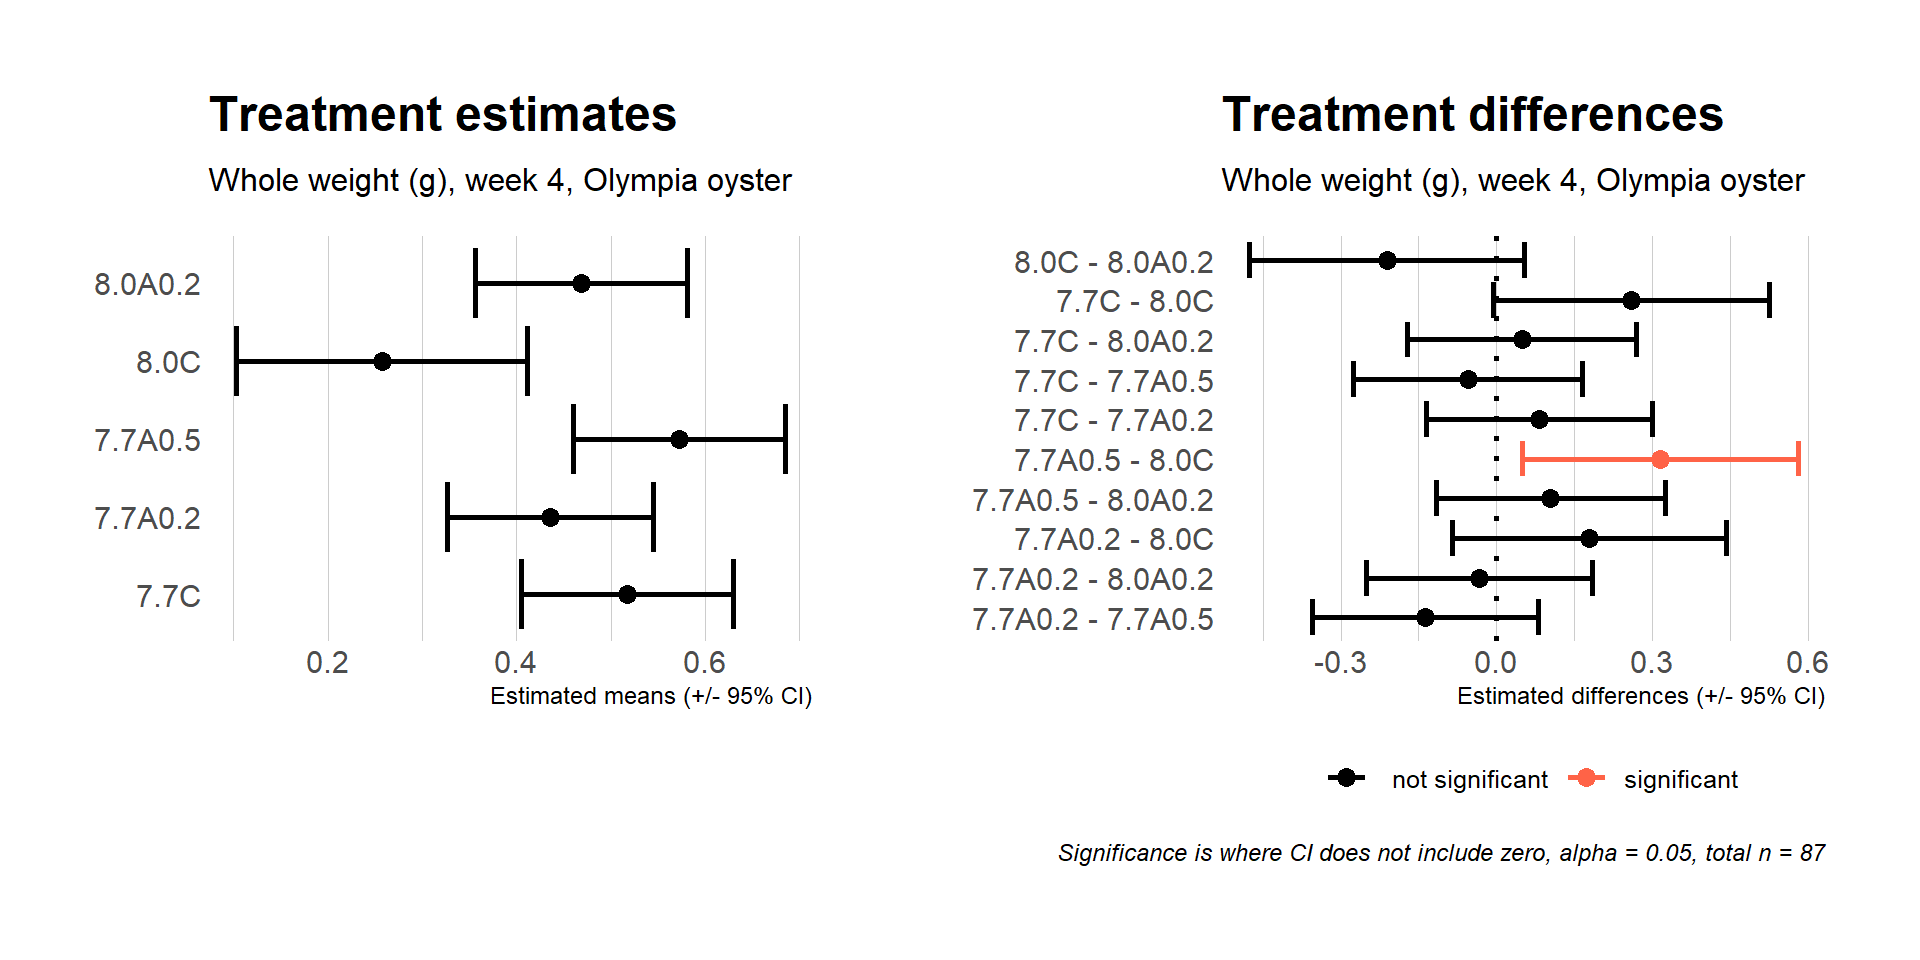 Treatment estimates
Whole weight (g), week 4, Olympia oyster
8.0A0.2
8.0C
7.7A0.5
7.7A0.2
7.7C
0.2 0.4 0.6
Estimated means (+/- 95% CI)
Treatment differences
Whole weight (g), week 4, Olympia oyster
8.0C - 8.0A0.2
7.7C - 8.0C
7.7C - 8.0A0.2
7.7C - 7.7A0.5
7.7C - 7.7A0.2
7.7A0.5 - 8.0C
7.7A0.5 - 8.0A0.2
7.7A0.2 - 8.0C
7.7A0.2 - 8.0A0.2
7.7A0.2 - 7.7A0.5
-0.3 0.0 0.3 0.6
Estimated differences (+/- 95% CI)
not significant significant
Significance is where CI does not include zero, alpha = 0.05, total n = 87